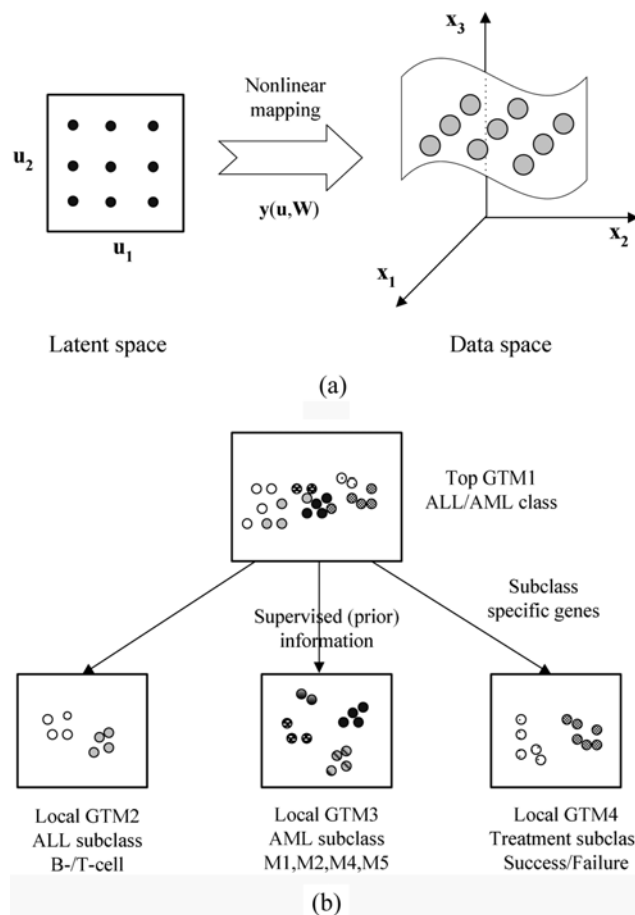 x3
Nonlinear
mapping
u2
y(u,W)
u1
x2
x1
Latent space
Data space
(a)
Top GTM1
ALL/AML class
Subclass
specific genes
Supervised (prior)
information
Local GTM2
ALL subclass
B-/T-cell
Local GTM3
AML subclass
M1,M2,M4,M5
Local GTM4
Treatment subclas
Success/Failure
(b)